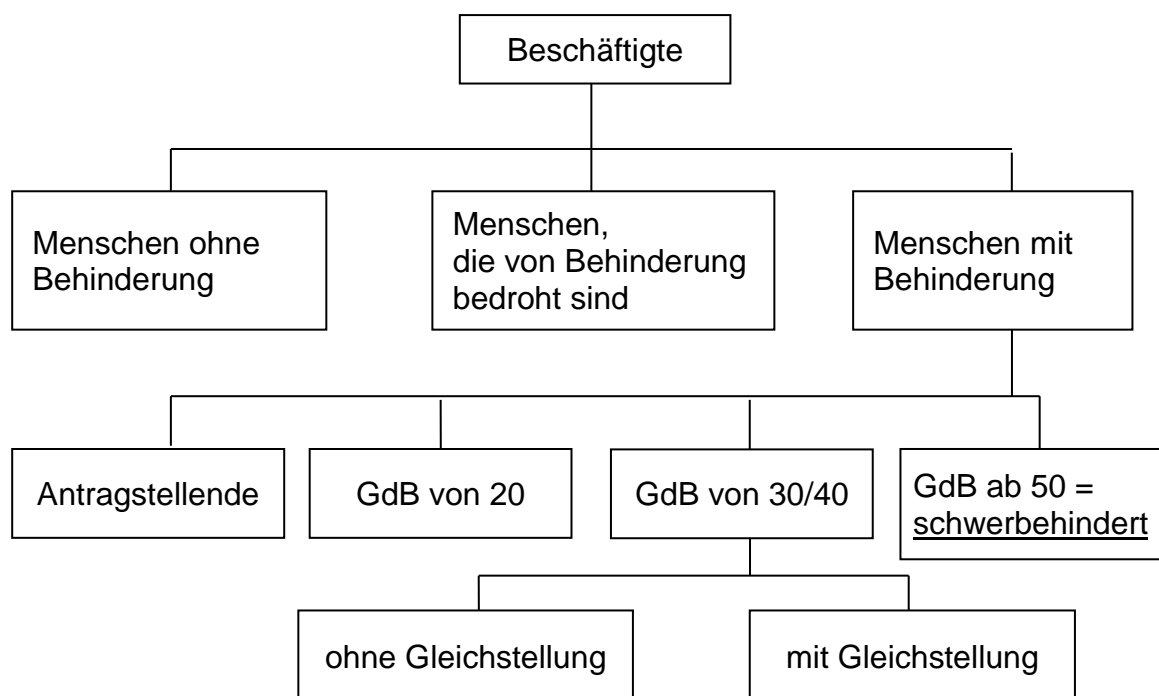 Beschäftigte
Menschen ohne
Behinderung
Menschen,
die von Behinderung
bedroht sind
Menschen mit
Behinderung
Antragstellende
GdB von 20
GdB von 30/40
GdB ab 50 =
schwerbehindert
ohne Gleichstellung
mit Gleichstellung